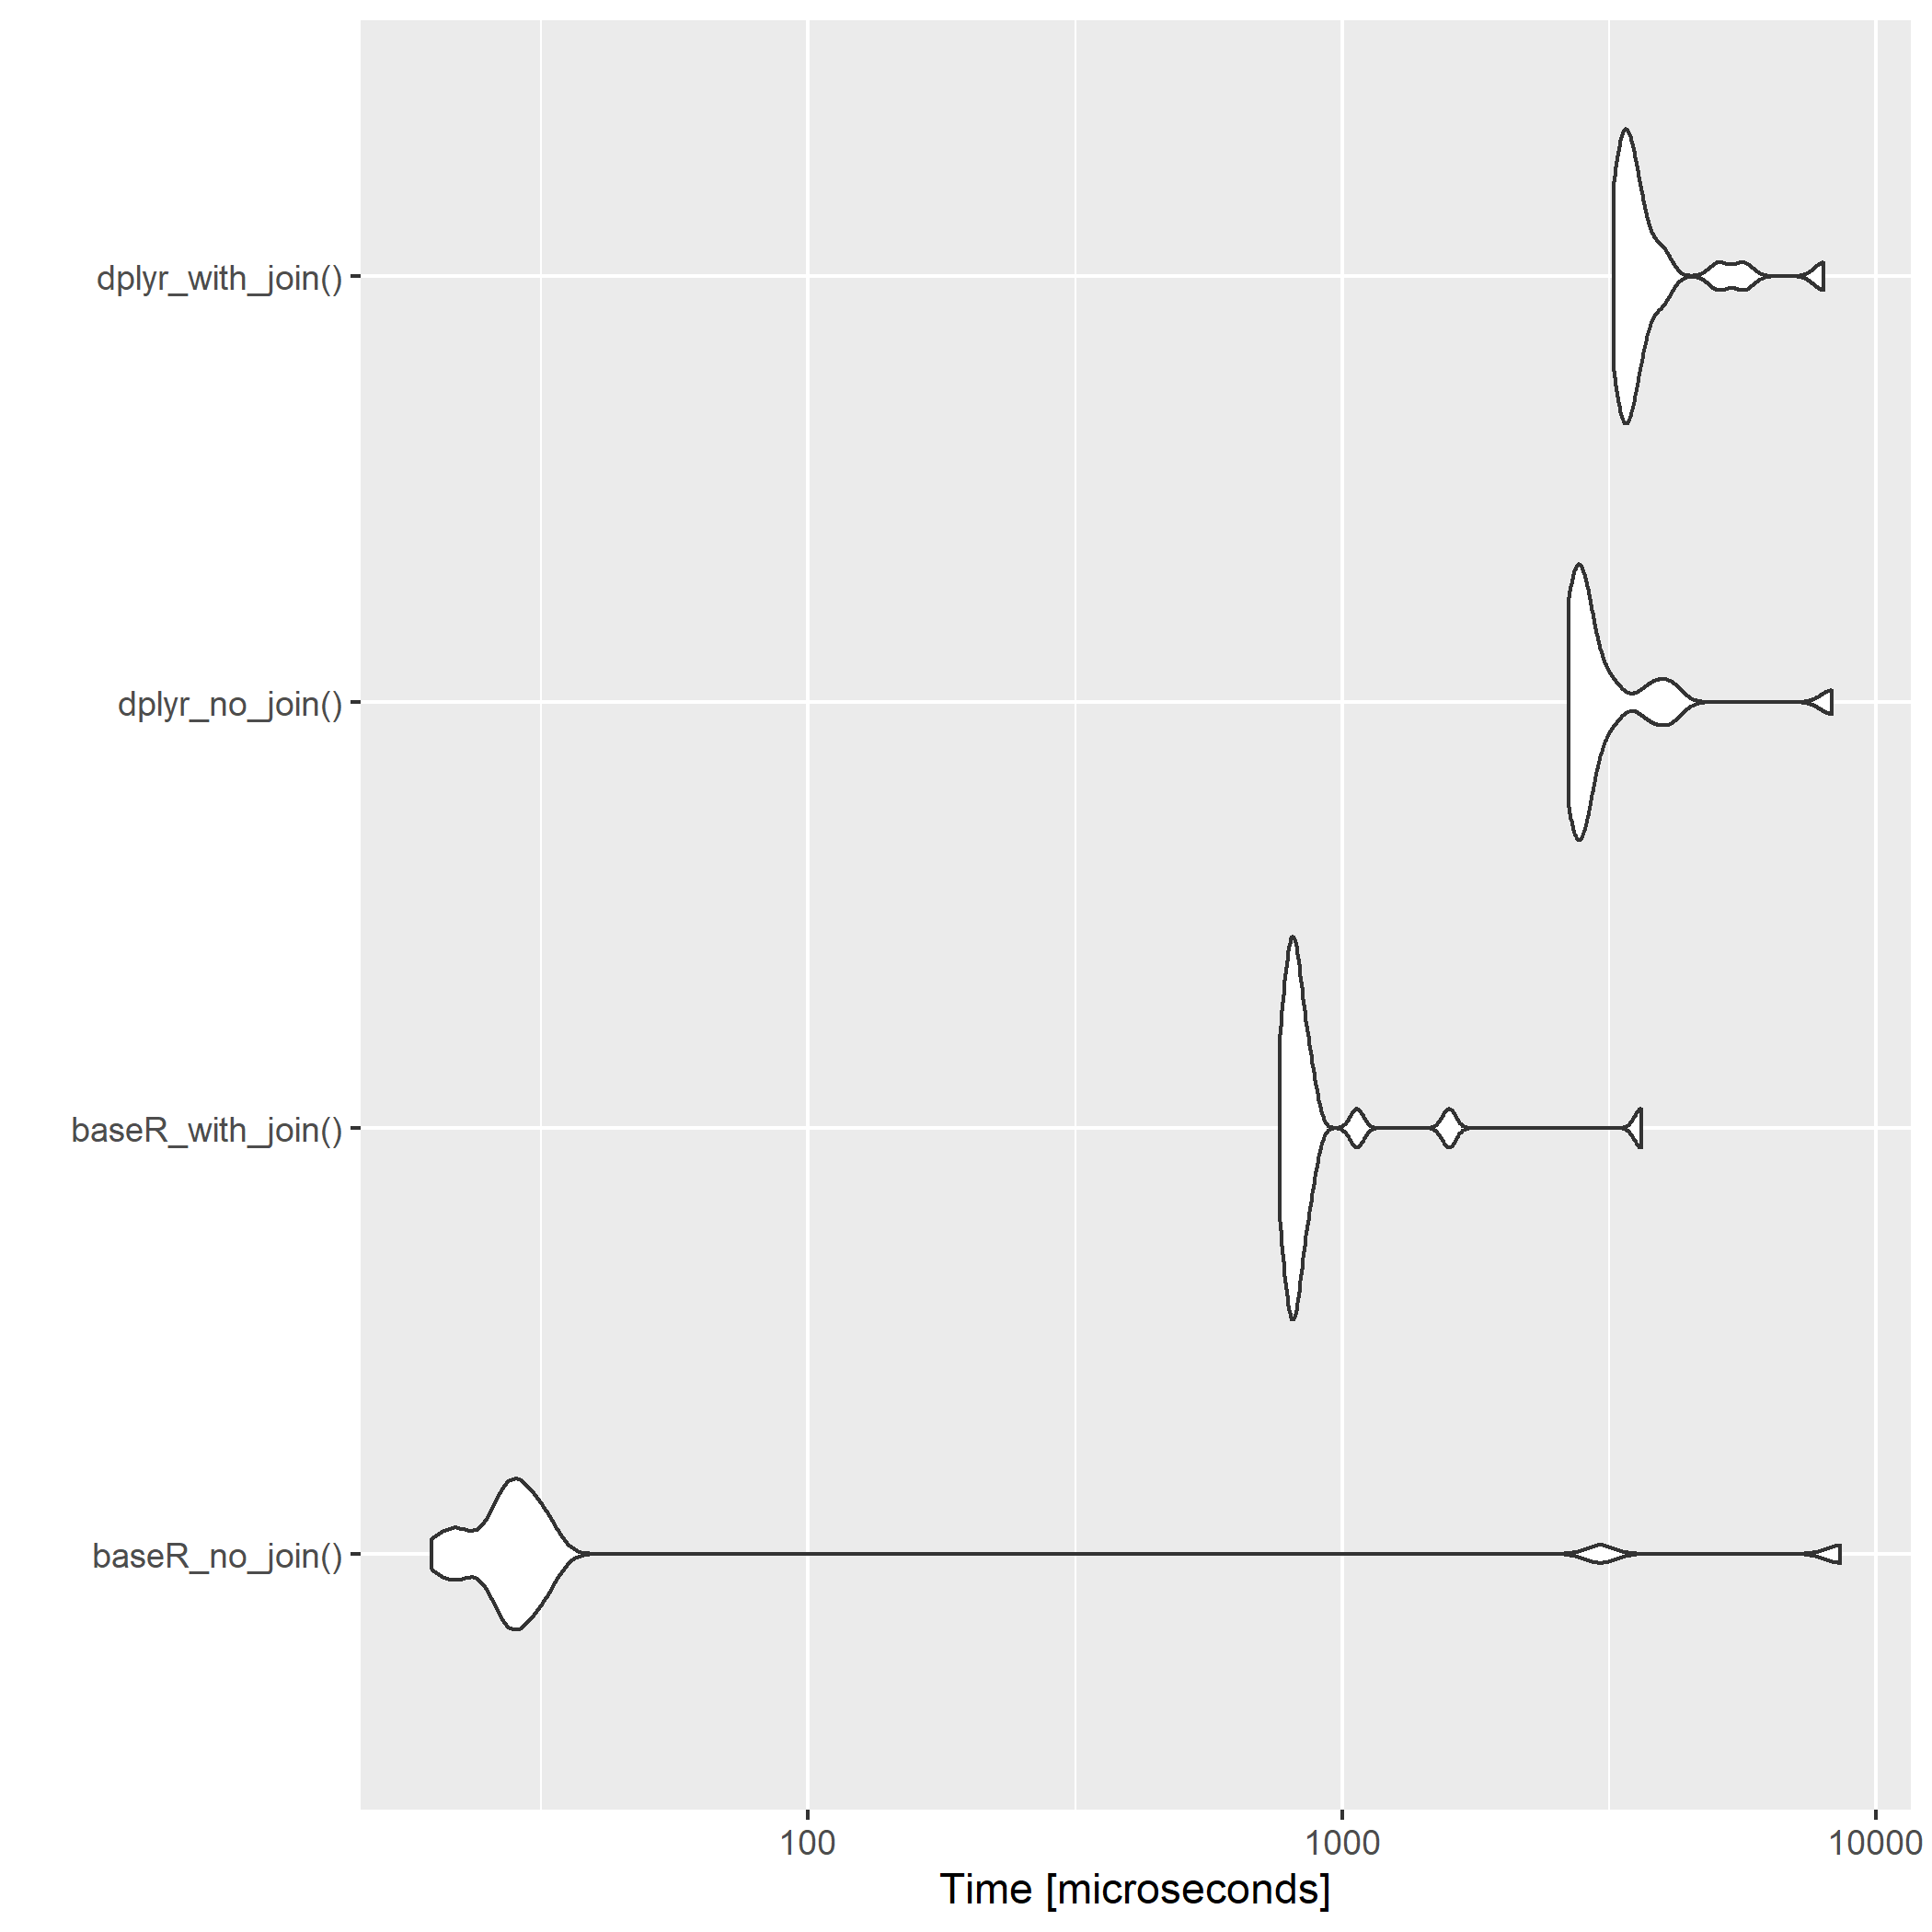 dplyr_with_join()
dplyr_no_join()
baseR_with_join()
baseR_no_join()
100 1000 10000
Time [microseconds]